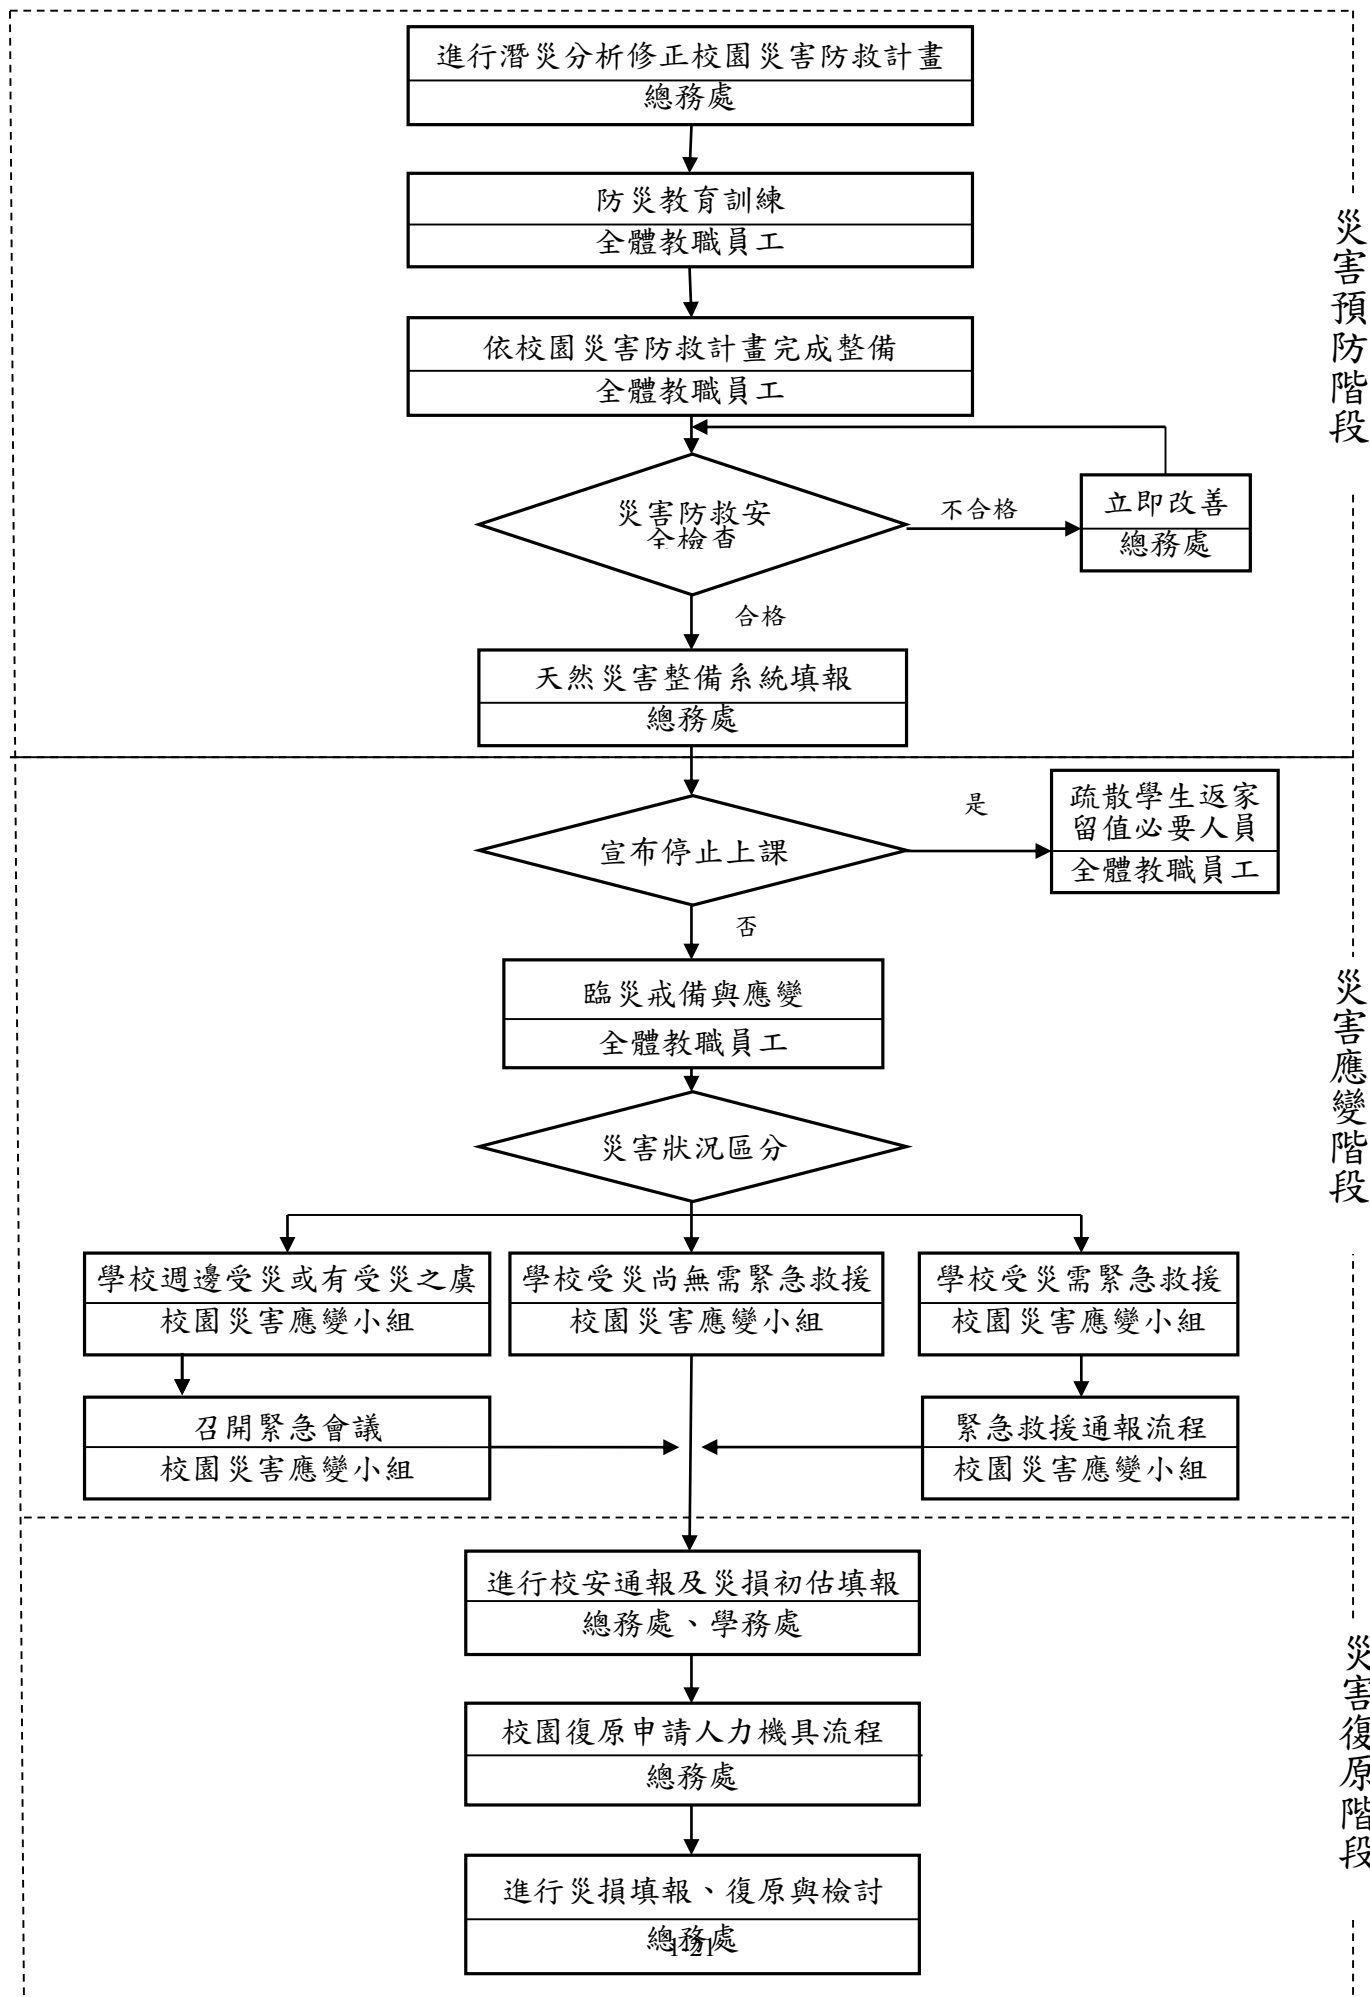 進行潛災分析修正校園災害防救計畫
總務處
防災教育訓練
全體教職員工
災害預防階段
依校園災害防救計畫完成整備
全體教職員工
災害防救安
全檢查
不合格
立即改善
總務處
合格
天然災害整備系統填報
總務處
宣布停止上課
是
疏散學生返家
留值必要人員
全體教職員工
否
臨災戒備與應變
全體教職員工
災害應變階段
災害狀況區分
學校週邊受災或有受災之虞
校園災害應變小組
學校受災尚無需緊急救援
校園災害應變小組
學校受災需緊急救援
校園災害應變小組
召開緊急會議
校園災害應變小組
緊急救援通報流程
校園災害應變小組
進行校安通報及災損初估填報
總務處、學務處
災害復原階段
校園復原申請人力機具流程
總務處
進行災損填報、復原與檢討
總務處
1-21